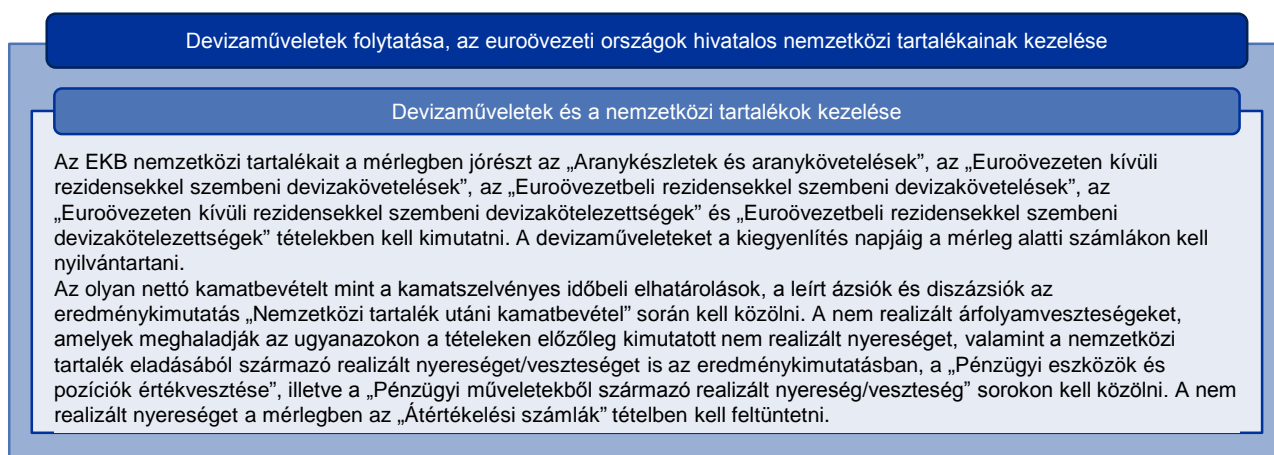 Devizaműveletek folytatása, az euroövezeti országok hivatalos nemzetközi tartalékainak kezelése
Devizaműveletek és a nemzetközi tartalékok kezelése
Az EKB nemzetközi tartalékait a mérlegben jórészt az „Aranykészletek és aranykövetelések”, az „Euroövezeten kívüli
rezidensekkel szembeni devizakövetelések”, az „Euroövezetbeli rezidensekkel szembeni devizakövetelések”, az
„Euroövezeten kívüli rezidensekkel szembeni devizakötelezettségek” és „Euroövezetbeli rezidensekkel szembeni
devizakötelezettségek” tételekben kell kimutatni. A devizaműveleteket a kiegyenlítés napjáig a mérleg alatti számlákon kell
nyilvántartani.
Az olyan nettó kamatbevételt mint a kamatszelvényes időbeli elhatárolások, a leírt ázsiók és diszázsiók az
eredménykimutatás „Nemzetközi tartalék utáni kamatbevétel” során kell közölni. A nem realizált árfolyamveszteségeket,
amelyek meghaladják az ugyanazokon a tételeken előzőleg kimutatott nem realizált nyereséget, valamint a nemzetközi
tartalék eladásából származó realizált nyereséget/veszteséget is az eredménykimutatásban, a „Pénzügyi eszközök és
pozíciók értékvesztése”, illetve a „Pénzügyi műveletekből származó realizált nyereség/veszteség” sorokon kell közölni. A nem
realizált nyereséget a mérlegben az „Átértékelési számlák” tételben kell feltüntetni.